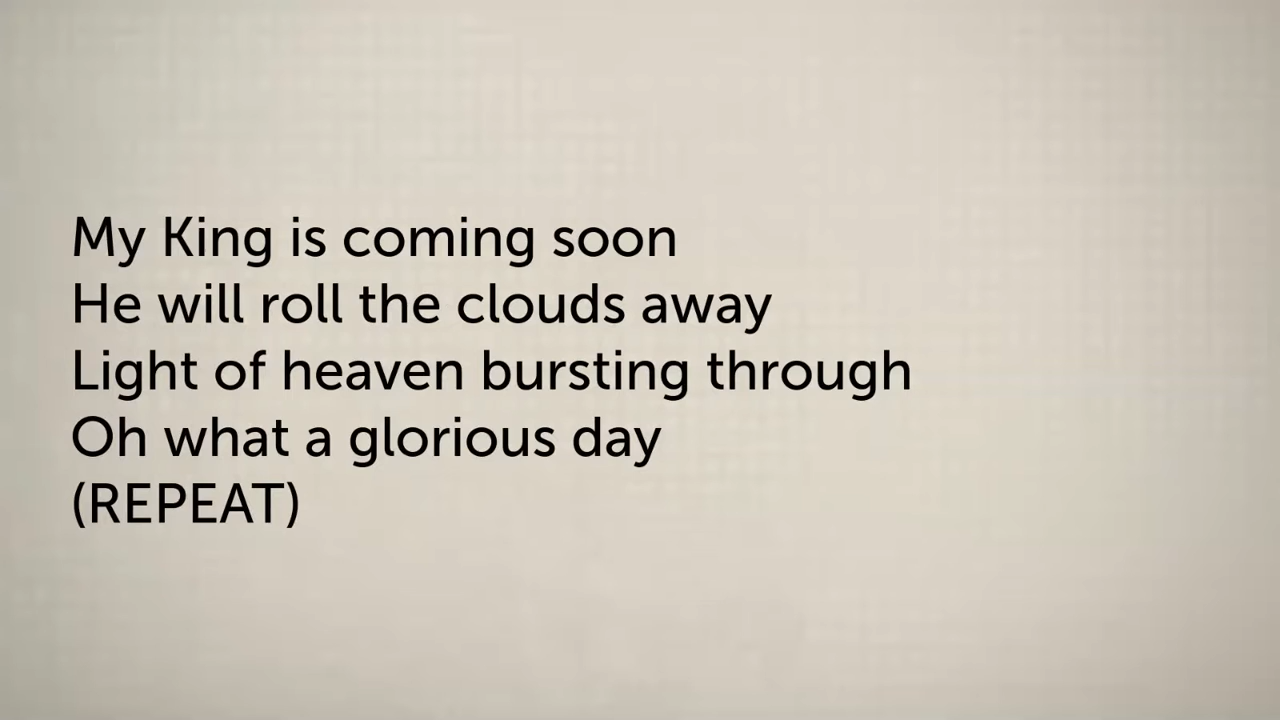 My King is coming soon
He will roll the clouds away
Light of heaven bursting through
Oh what a glorious day
(REPEAT)